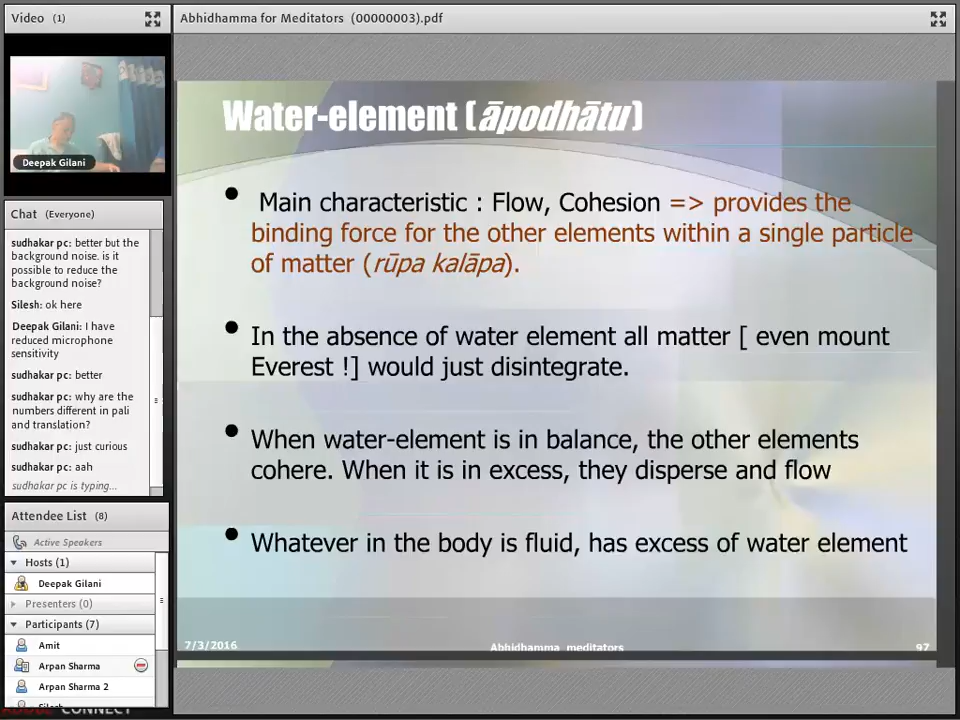 Video (1)
Deepak Gilani
Chat (Everyone)
sudhakar pc: better but the
background noise. is it
possible to reduce the
background noise?
Silesh: ok here
Deepak Gilani: I have
reduced microphone
sensitivity
sudhakar pc: better
sudhakar pc: why are the
numbers different in pali
and translation?
sudhakar pc: just curious
sudhakar pc: aah
sudhakar pc is typing...
Attendee List (8)
Active Speakers
Hosts (1)
Deepak Gilani
Presenters (0)
Participants (7)
Amit
Arpan Sharma
Arpan Sharma 2
Silesh
ADOBE CONNECT
Abhidhamma for Meditators (00000003).pdf
Water-element (āpodhātu)
• Main characteristic : Flow, Cohesion => provides the
binding force for the other elements within a single particle
of matter (rūpa kalāpa).
• In the absence of water element all matter [ even mount
Everest !] would just disintegrate.
• When water-element is in balance, the other elements
cohere. When it is in excess, they disperse and flow
• Whatever in the body is fluid, has excess of water element
7/3/2016
Abhidhamma meditators
97